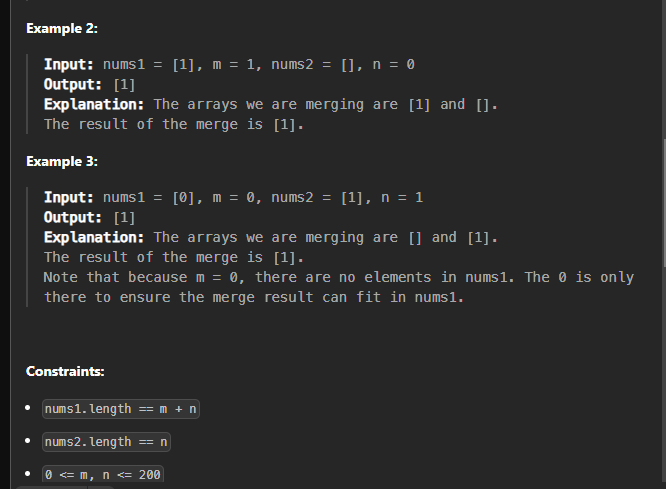 Example 2:
Input: nums1 = [1], m = 1, nums2 = [], n = 0
Output: [1]
Explanation: The arrays we are merging are [1] and [].
The result of the merge is [1].
Example 3:
Input: nums1 = [0], m = 0, nums2 = [1], n = 1
Output: [1]
Explanation: The arrays we are merging are [] and [1].
The result of the merge is [1].
Note that because m = 0, there are no elements in nums1. The 0 is only
there to ensure the merge result can fit in nums1.
Constraints:
• nums1.length == m + n
• nums2.length == n
• 0 <= m, n <= 200